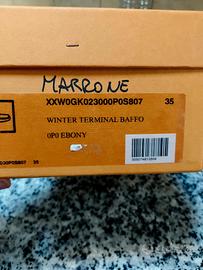 MARRONE
XXW0GK023000P0S807 35
WINTER TERMINAL BAFFO
0P0 EBONY